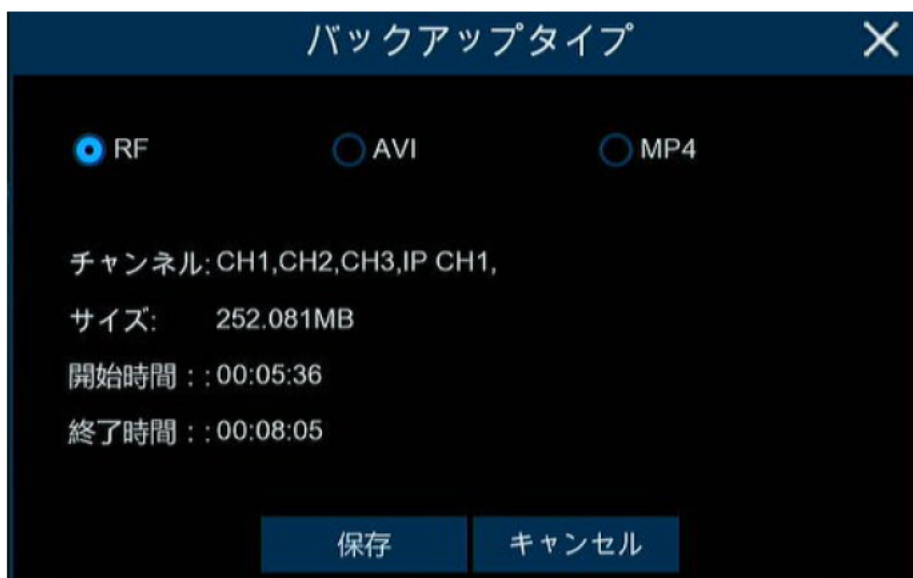 バックアップタイプ
RF AVI MP4
チャンネル: CH1,CH2,CH3,IP CH1,
サイズ: 252.081MB
開始時間 : : 00:05:36
終了時間 : : 00:08:05
保存 キャンセル